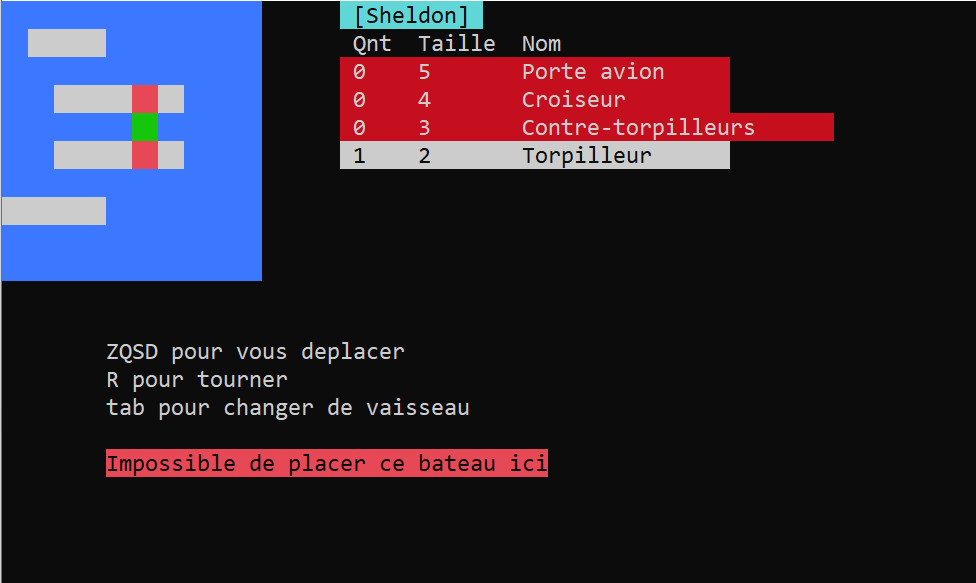 [Sheldon]
Qnt Taille Nom
0 5 Porte avion
0 4 Croiseur
0 3 Contre-torpilleurs
1 2 Torpilleur
ZQSD pour vous deplacer
R pour tourner
tab pour changer de vaisseau
Impossible de placer ce bateau ici